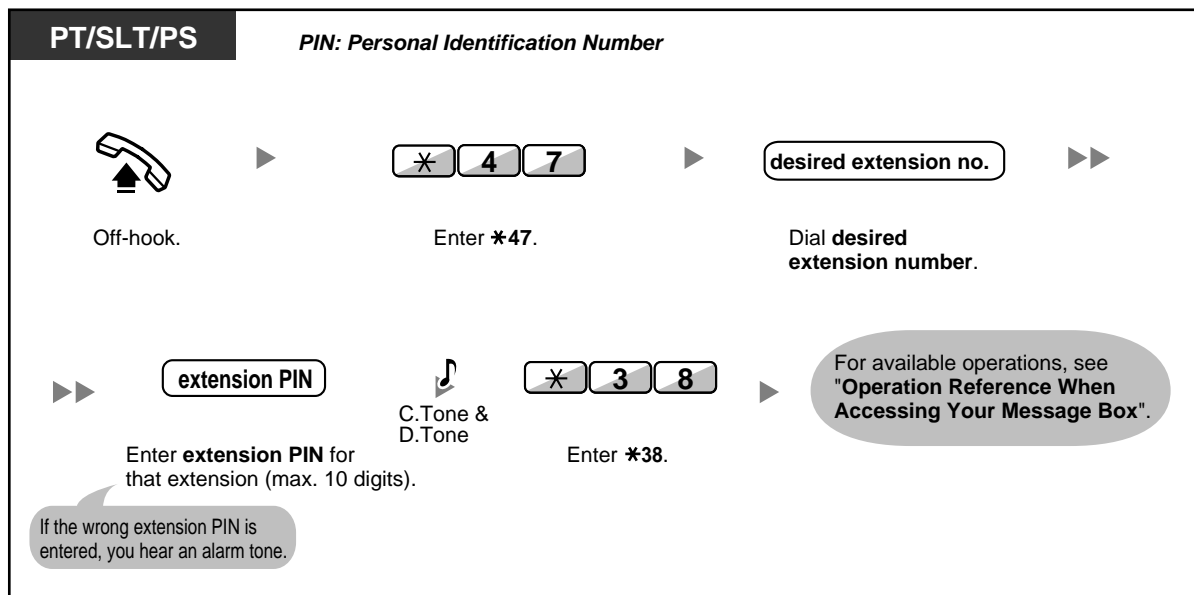 PT/SLT/PS
PIN: Personal Identification Number
* 4 7
desired extension no.
Off-hook.
Enter *47.
Dial desired
extension number.
extension PIN
C.Tone &
D.Tone
* 3 8
For available operations, see
"Operation Reference When
Accessing Your Message Box".
Enter extension PIN for
that extension (max. 10 digits).
Enter *38.
If the wrong extension PIN is
entered, you hear an alarm tone.